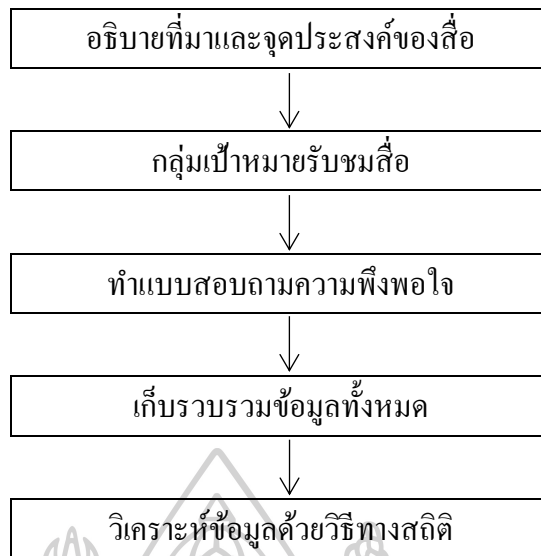 อธิบายที่มาและจุดประสงค์ของสื่อ
กลุ่มเป้าหมายรับชมสื่อ
ทำแบบสอบถามความพึงพอใจ
เก็บรวบรวมข้อมูลทั้งหมด
วิเคราะห์ข้อมูลด้วยวิธีทางสถิติ